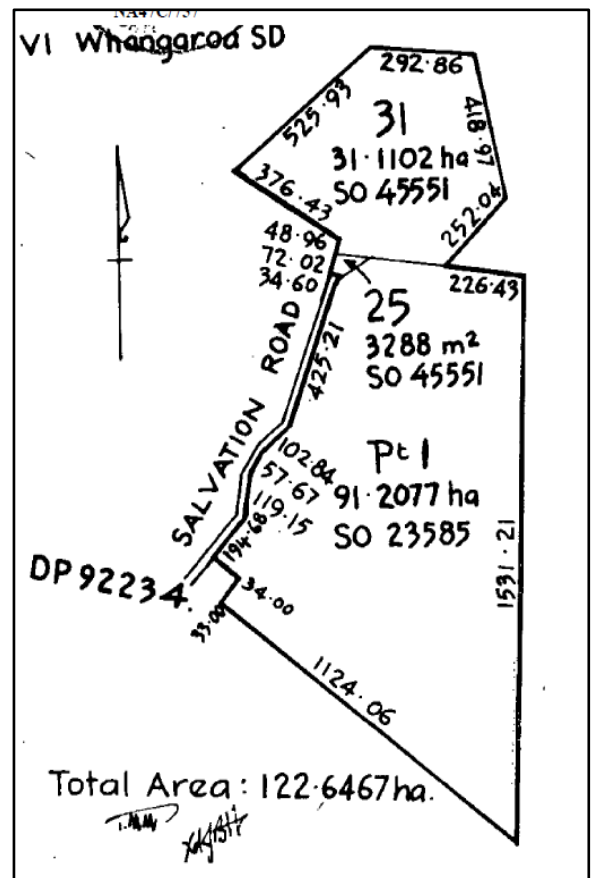 NA47C/757
VI Whangaroa SD
292.86
525.93
31
31.1102 ha
SO 45551
418.97
376.43
252.04
48.96
72.02
34.60
226.43
25
3288 m²
SO 45551
425.21
SALVATION ROAD
Pt 1
91.2077 ha
SO 23585
102.84
57.67
119.15
194.68
1531.21
DP 92234.
34.00
33.00
1124.06
Total Area: 122.6467ha.